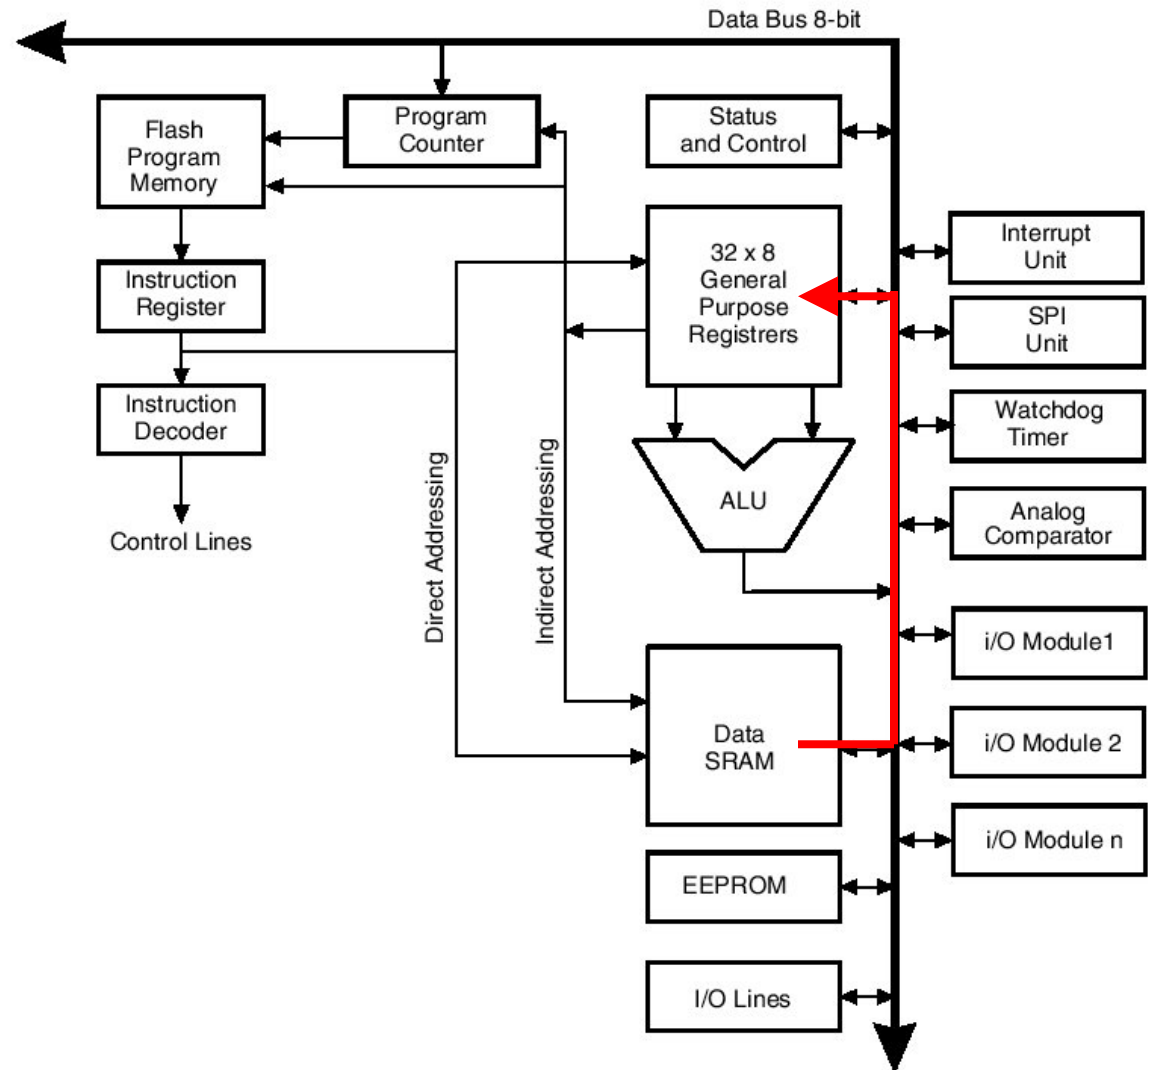 Data Bus 8-bit
Flash
Program
Memory
Program
Counter
Status
and Control
32 x 8
General
Purpose
Registrers
Interrupt
Unit
SPI
Unit
Instruction
Register
Instruction
Decoder
Watchdog
Timer
Direct Addressing
Indirect Addressing
ALU
Analog
Comparator
Control Lines
i/O Module1
Data
SRAM
i/O Module 2
i/O Module n
EEPROM
I/O Lines